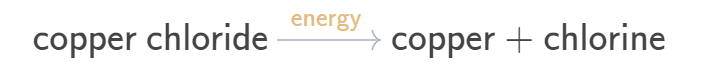 energy
copper chloride ⟶ copper + chlorine